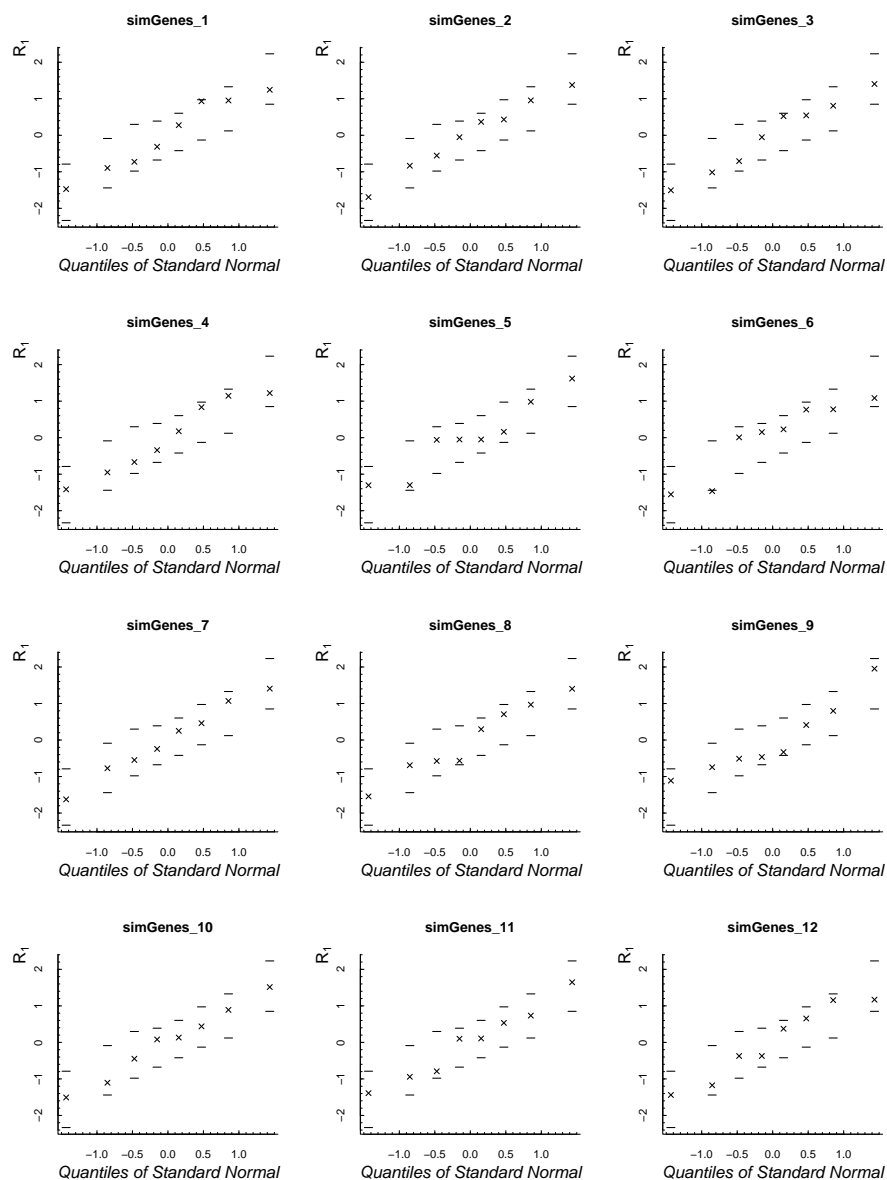 simGenes_1 simGenes_2 simGenes_3
R1 R1 R1
2 2 2
1 1 1
0 0 0
−1 −1 −1
−2 −2 −2
−1.0 −0.5 0.0 0.5 1.0 −1.0 −0.5 0.0 0.5 1.0 −1.0 −0.5 0.0 0.5 1.0
Quantiles of Standard Normal Quantiles of Standard Normal Quantiles of Standard Normal
simGenes_4 simGenes_5 simGenes_6
R1 R1 R1
2 2 2
1 1 1
0 0 0
−1 −1 −1
−2 −2 −2
−1.0 −0.5 0.0 0.5 1.0 −1.0 −0.5 0.0 0.5 1.0 −1.0 −0.5 0.0 0.5 1.0
Quantiles of Standard Normal Quantiles of Standard Normal Quantiles of Standard Normal
simGenes_7 simGenes_8 simGenes_9
R1 R1 R1
2 2 2
1 1 1
0 0 0
−1 −1 −1
−2 −2 −2
−1.0 −0.5 0.0 0.5 1.0 −1.0 −0.5 0.0 0.5 1.0 −1.0 −0.5 0.0 0.5 1.0
Quantiles of Standard Normal Quantiles of Standard Normal Quantiles of Standard Normal
simGenes_10 simGenes_11 simGenes_12
R1 R1 R1
2 2 2
1 1 1
0 0 0
−1 −1 −1
−2 −2 −2
−1.0 −0.5 0.0 0.5 1.0 −1.0 −0.5 0.0 0.5 1.0 −1.0 −0.5 0.0 0.5 1.0
Quantiles of Standard Normal Quantiles of Standard Normal Quantiles of Standard Normal